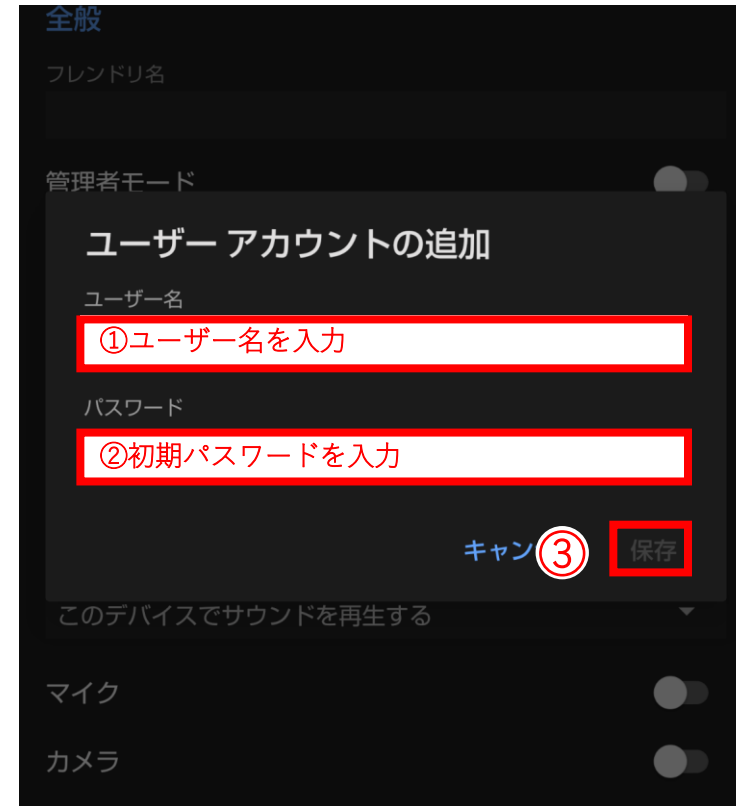 全般
フレンドリ名
管理者モード
ユーザー アカウントの追加
ユーザー名
①ユーザー名を入力
パスワード
②初期パスワードを入力
キャン
③
保存
このデバイスでサウンドを再生する
マイク
カメラ